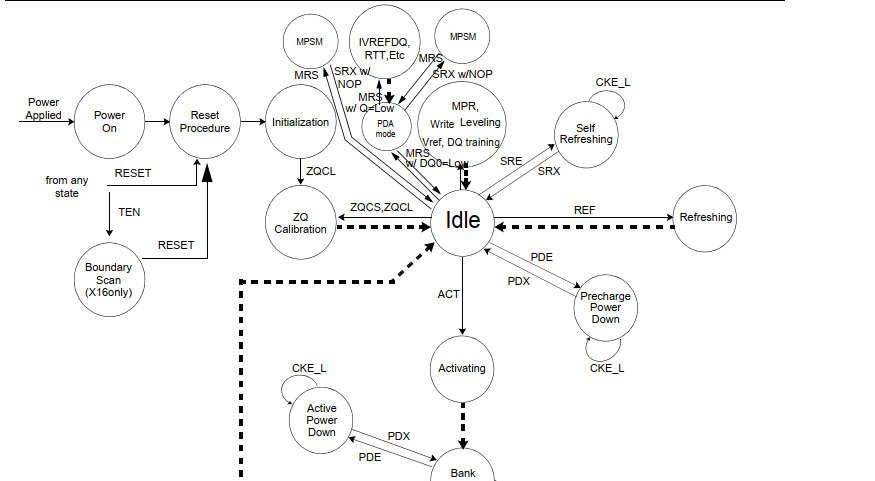 MPSM
IVREFDQ,
RTT,Etc
MPSM
MRS
SRX w/
NOP
MRS
SRX w/NOP
CKE_L
Power
Applied
Power
On
Reset
Procedure
Initialization
MRS
w/ Q=Low
PDA
mode
MPR,
Write Leveling
Vref, DQ training
Self
Refreshing
MRS
w/ DQ0=Low
SRE
SRX
from any
state
RESET
ZQCL
TEN
RESET
ZQ
Calibration
ZQCS,ZQCL
Idle
REF
Refreshing
Boundary
Scan
(X16only)
PDE
PDX
ACT
Precharge
Power
Down
CKE_L
Activating
CKE_L
Active
Power
Down
PDX
PDE
Bank